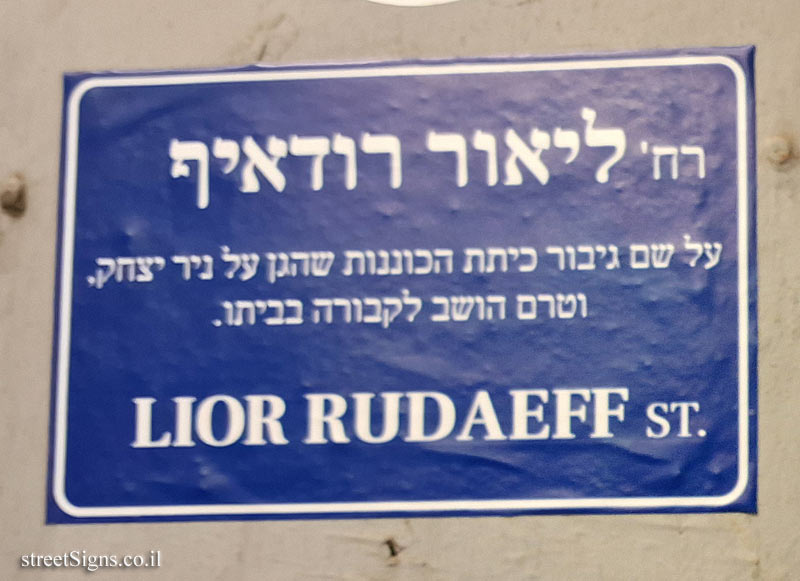 רח' ליאור רודאיף
על שם גיבור כיתת הכוננות שהגן על ניר יצחק,
וטרם הושב לקבורה בביתו.
LIOR RUDAEFF ST.
streetSigns.co.il